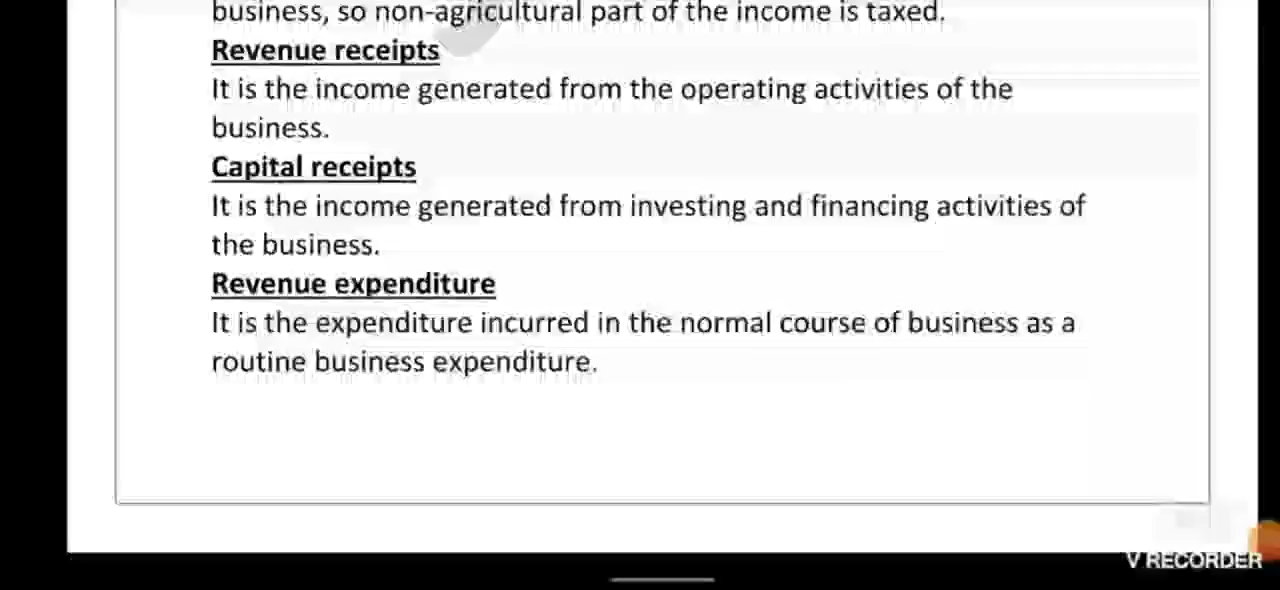 business, so non-agricultural part of the income is taxed.
Revenue receipts
It is the income generated from the operating activities of the
business.
Capital receipts
It is the income generated from investing and financing activities of
the business.
Revenue expenditure
It is the expenditure incurred in the normal course of business as a
routine business expenditure.
V RECORDER